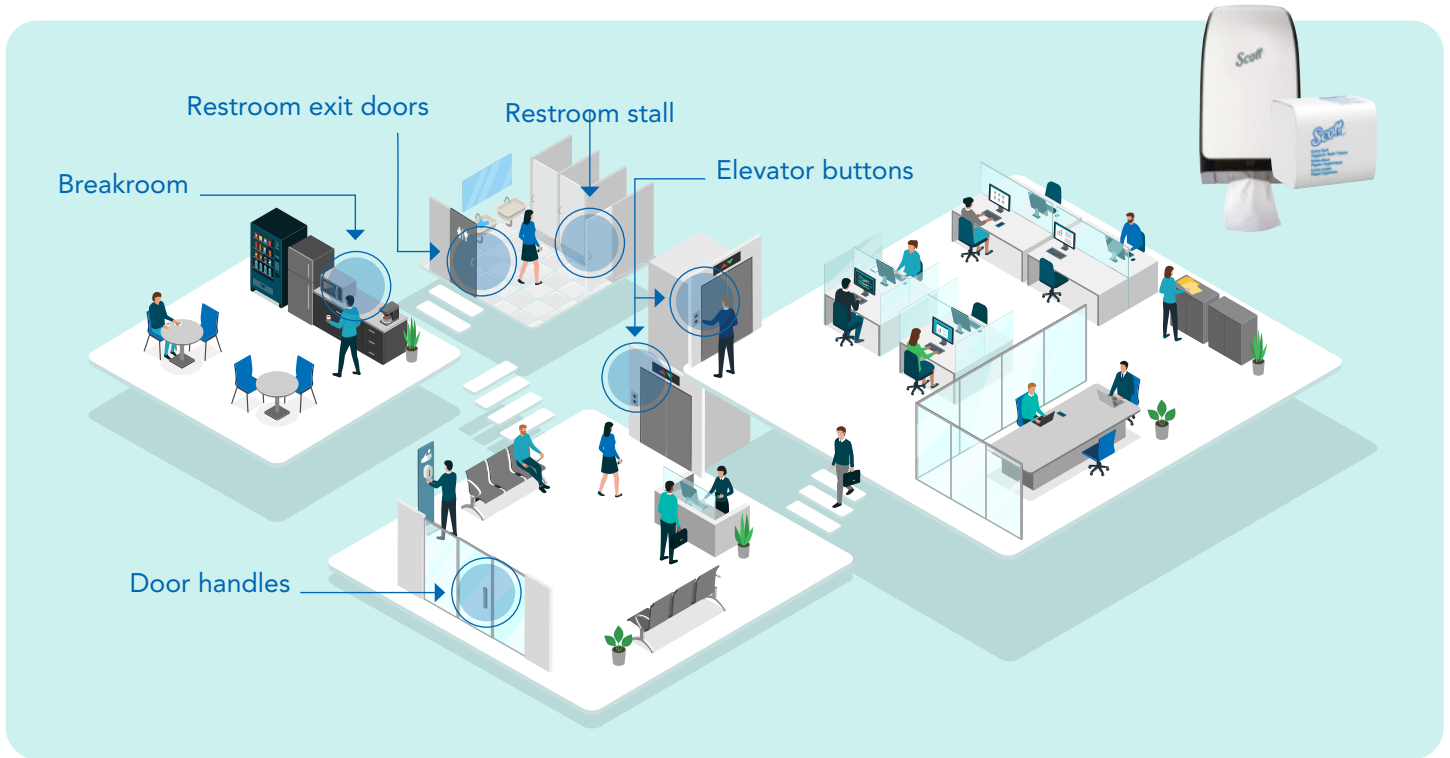 Scott
Restroom exit doors
Restroom stall
Scott
Breakroom
Elevator buttons
Door handles